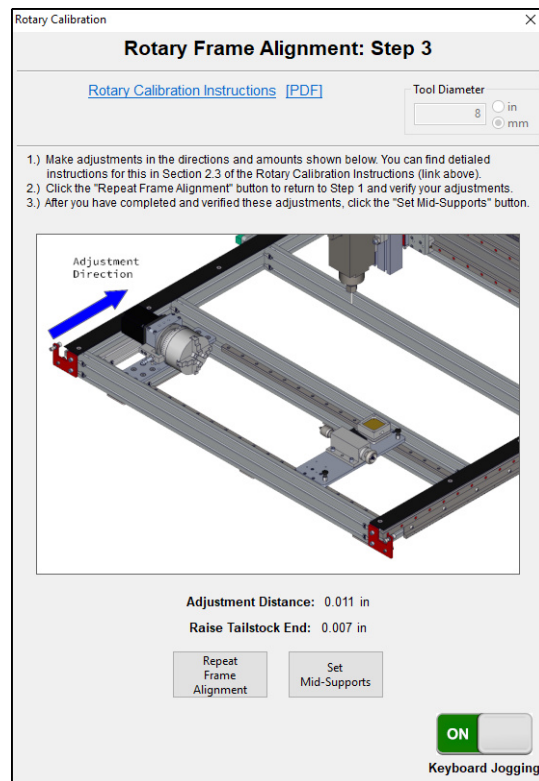 Rotary Calibration
Rotary Frame Alignment: Step 3
Rotary Calibration Instructions [PDF]
Tool Diameter
8
in
mm
1.) Make adjustments in the directions and amounts shown below. You can find detialed
instructions for this in Section 2.3 of the Rotary Calibration Instructions (link above).
2.) Click the "Repeat Frame Alignment" button to return to Step 1 and verify your adjustments.
3.) After you have completed and verified these adjustments, click the "Set Mid-Supports" button.
Adjustment
Direction
Adjustment Distance: 0.011 in
Raise Tailstock End: 0.007 in
Repeat
Frame
Alignment
Set
Mid-Supports
ON
Keyboard Jogging